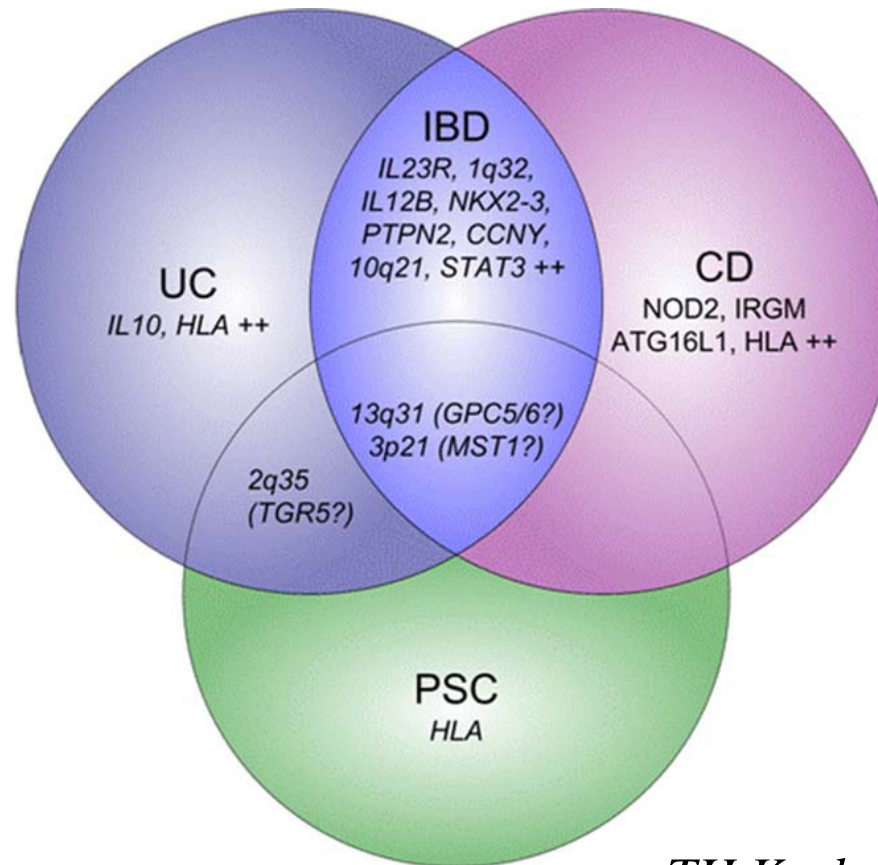 IBD
IL23R, 1q32,
IL12B, NKX2-3,
PTPN2, CCNY,
10q21, STAT3 ++
UC
IL10, HLA ++
CD
NOD2, IRGM
ATG16L1, HLA ++
13q31 (GPC5/6?)
3p21 (MST1?)
2q35
(TGR5?)
PSC
HLA